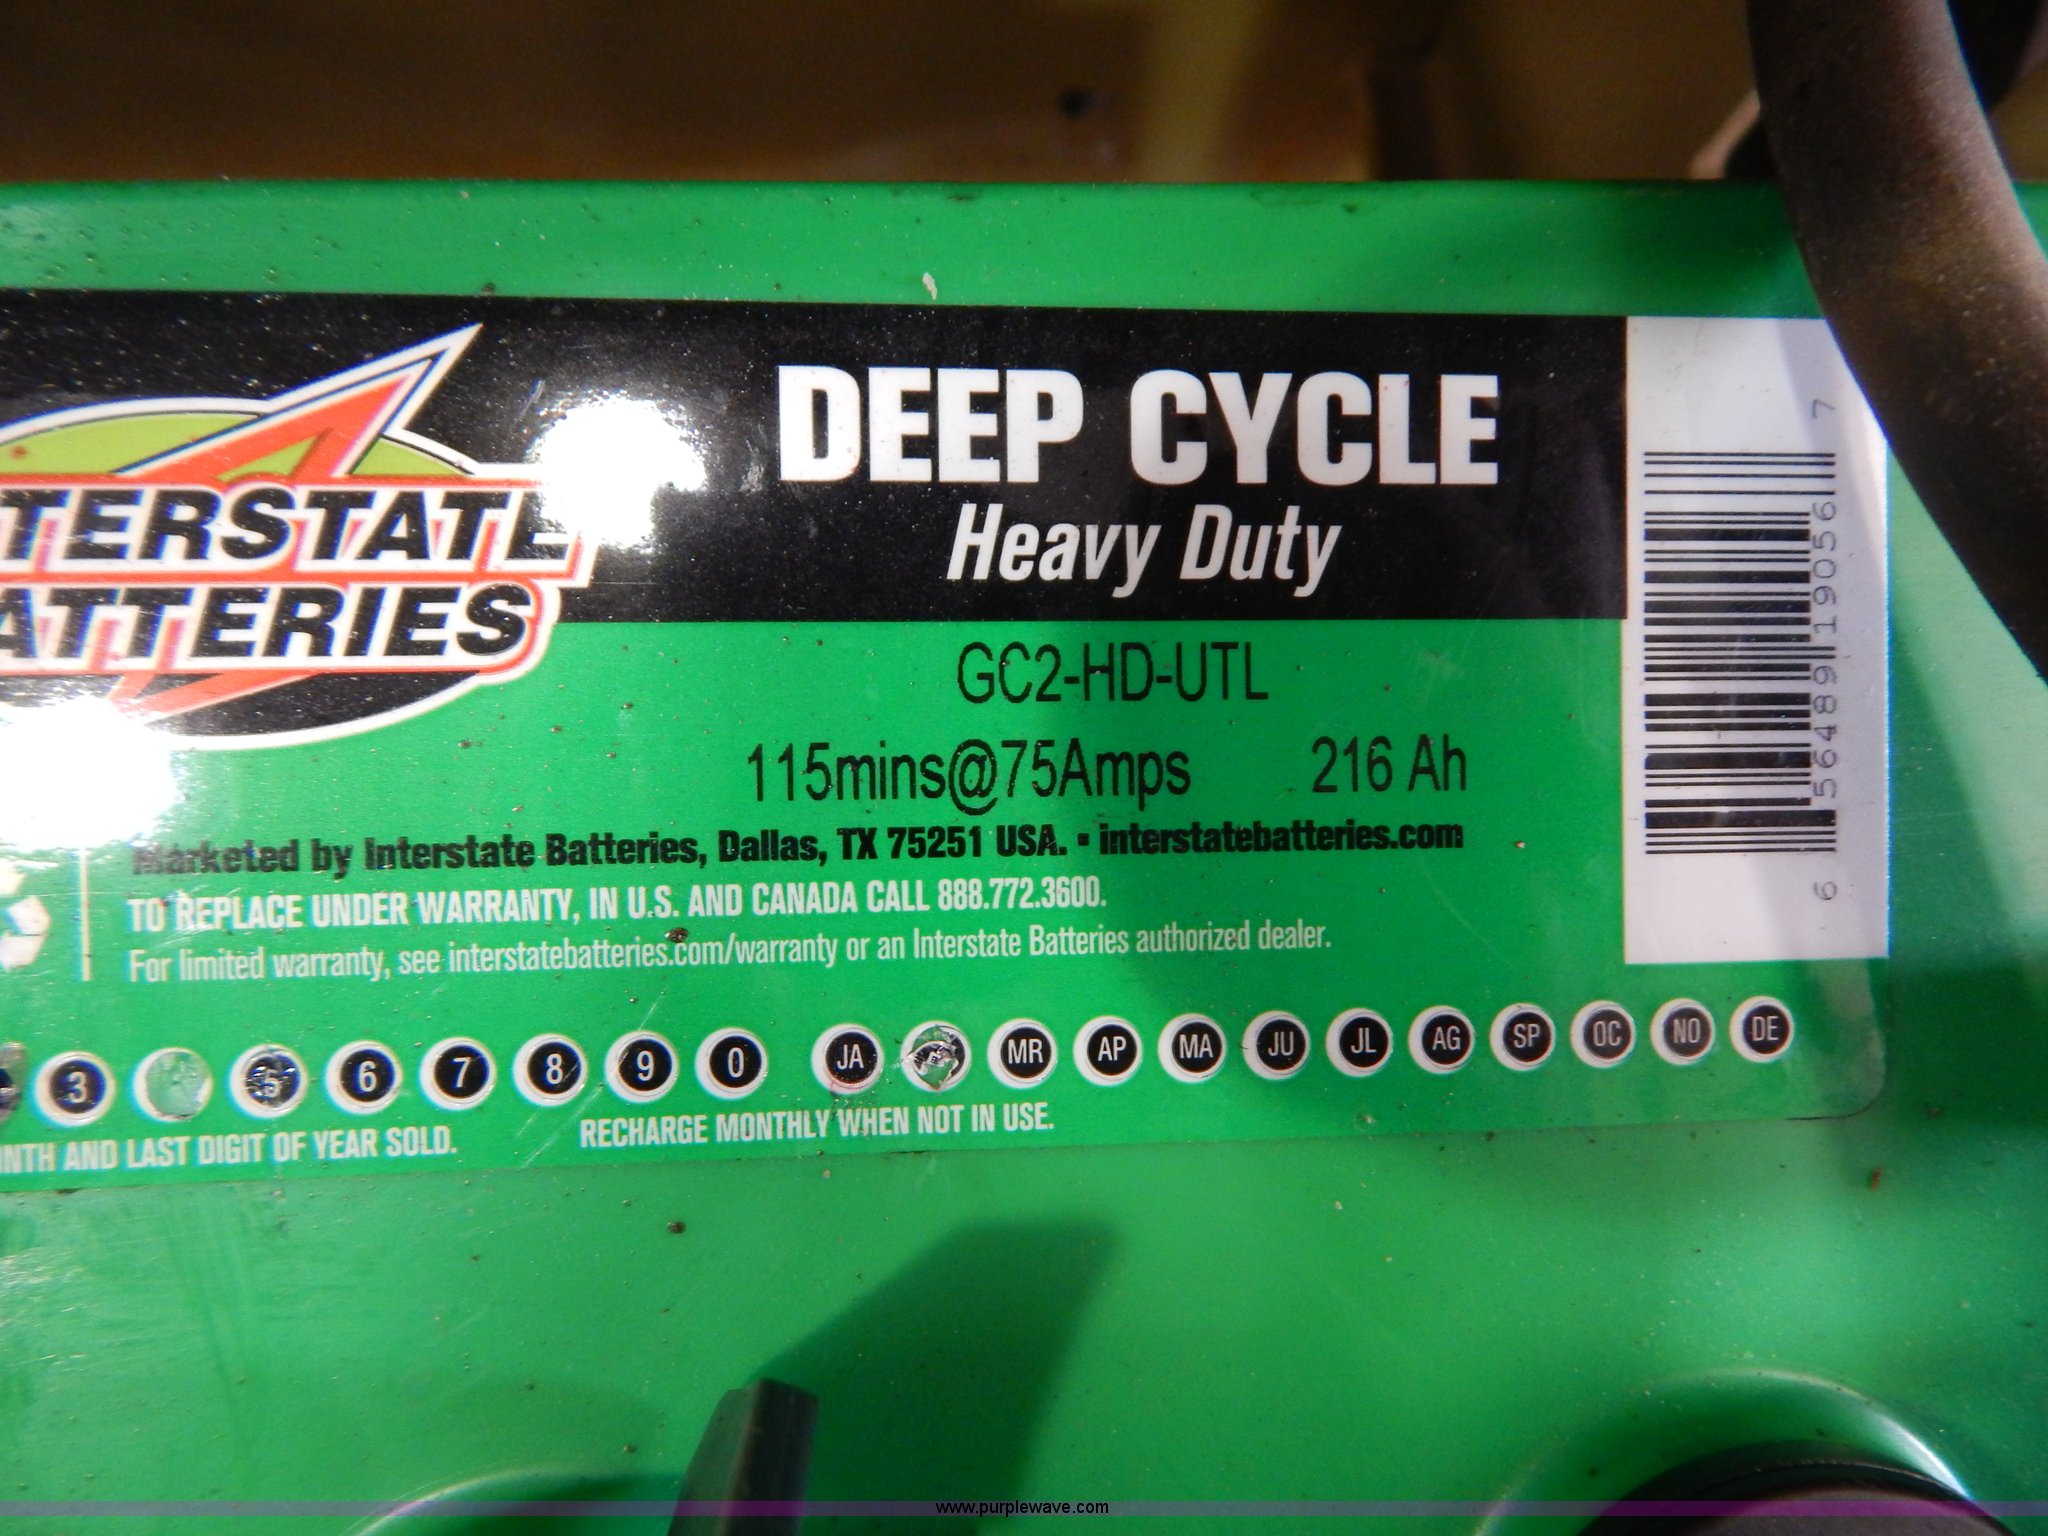 DEEP CYCLE
Heavy Duty
TERSTATE
BATTERIES
GC2-HD-UTL
115mins@75Amps 216 Ah
Marketed by Interstate Batteries, Dallas, TX 75251 USA. • interstatebatteries.com
TO REPLACE UNDER WARRANTY, IN U.S. AND CANADA CALL 888.772.3600.
For limited warranty, see interstatebatteries.com/warranty or an Interstate Batteries authorized dealer.
3 5 6 7 8 9 0 JA MR AP MA JU JL AG SP OC NO DE
NTH AND LAST DIGIT OF YEAR SOLD. RECHARGE MONTHLY WHEN NOT IN USE.
6 56489 19056 7
www.purplewave.com